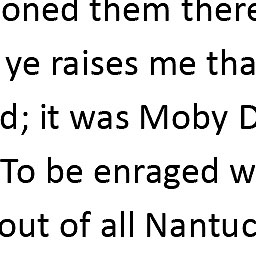 oned them there
ye raises me tha
d; it was Moby D
To be enraged w
out of all Nantuc